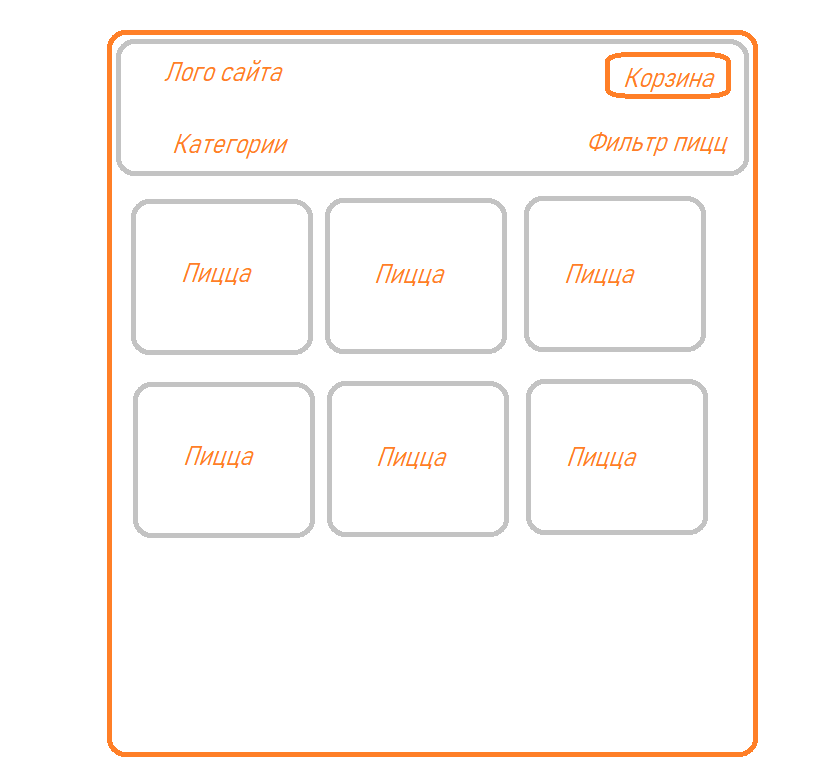 Лого сайта
Корзина
Категории
Фильтр пицц
Пицца
Пицца
Пицца
Пицца
Пицца
Пицца